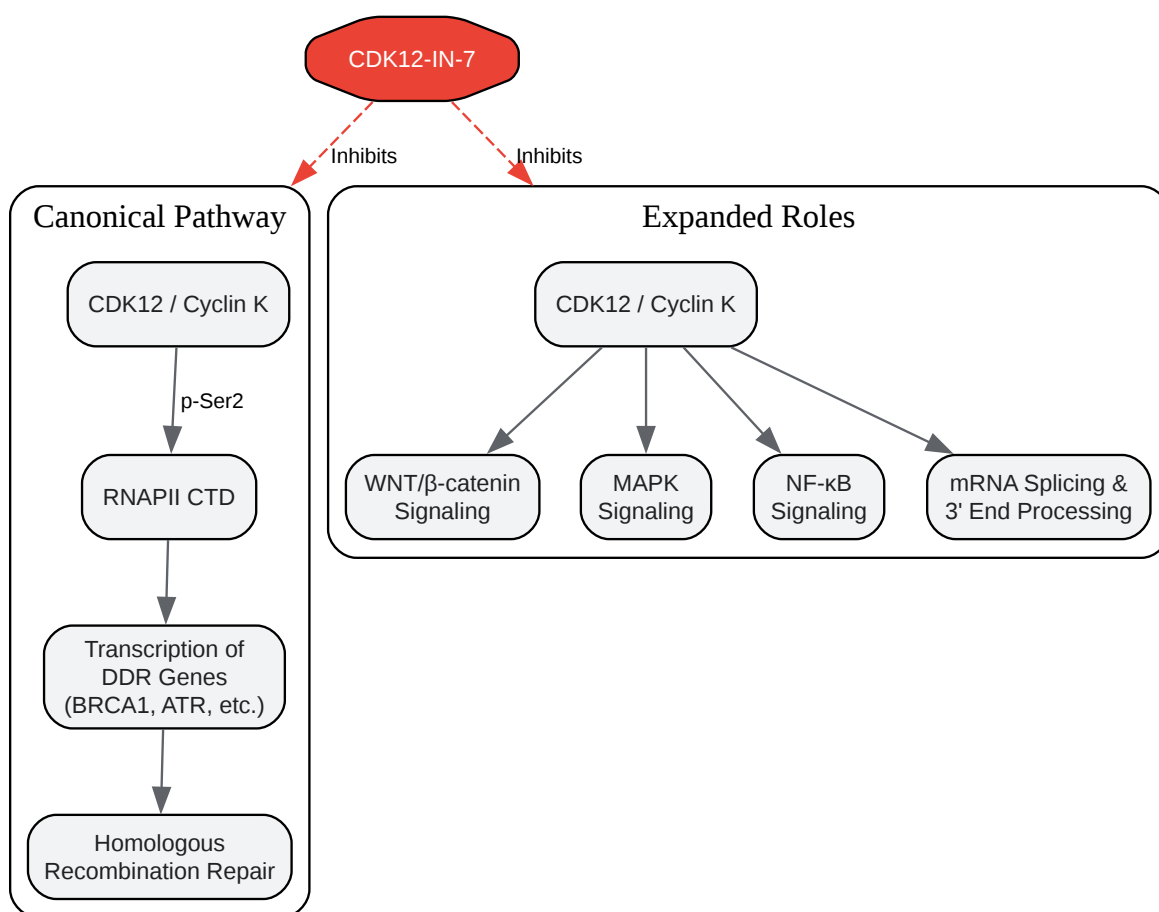 CDK12-IN-7
Inhibits
Inhibits
Canonical Pathway
CDK12 / Cyclin K
p-Ser2
RNAPII CTD
Transcription of
DDR Genes
(BRCA1, ATR, etc.)
Homologous
Recombination Repair
Expanded Roles
CDK12 / Cyclin K
WNT/β-catenin
Signaling
MAPK
Signaling
NF-κB
Signaling
mRNA Splicing &
3' End Processing